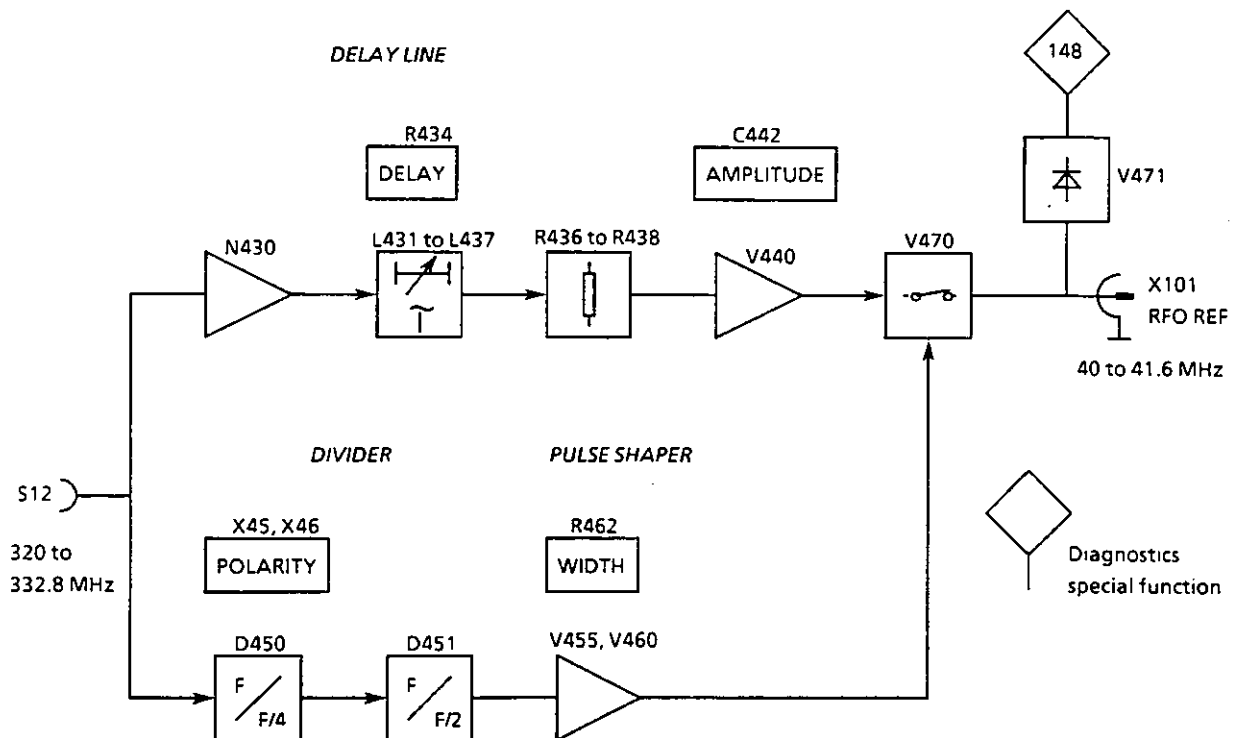 148
DELAY LINE
R434
DELAY
C442
AMPLITUDE
V471
N430
L431 to L437
R436 to R438
V440
V470
X101
RFO REF
40 to 41.6 MHz
DIVIDER
PULSE SHAPER
S12
320 to
332.8 MHz
X45, X46
POLARITY
R462
WIDTH
Diagnostics
special function
D450
F
F/4
D451
F
F/2
V455, V460